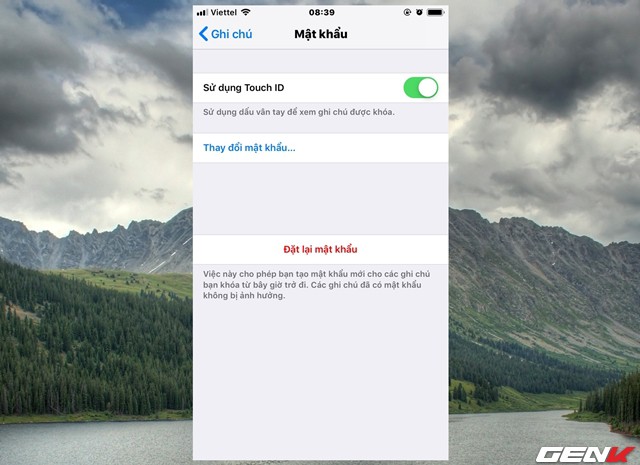 Viettel 08:39
Ghi chú Mật khẩu
Sử dụng Touch ID
Sử dụng dấu vân tay để xem ghi chú được khóa.
Thay đổi mật khẩu...
Đặt lại mật khẩu
Việc này cho phép bạn tạo mật khẩu mới cho các ghi chú
bạn khóa từ bây giờ trở đi. Các ghi chú đã có mật khẩu
không bị ảnh hưởng.
GENK